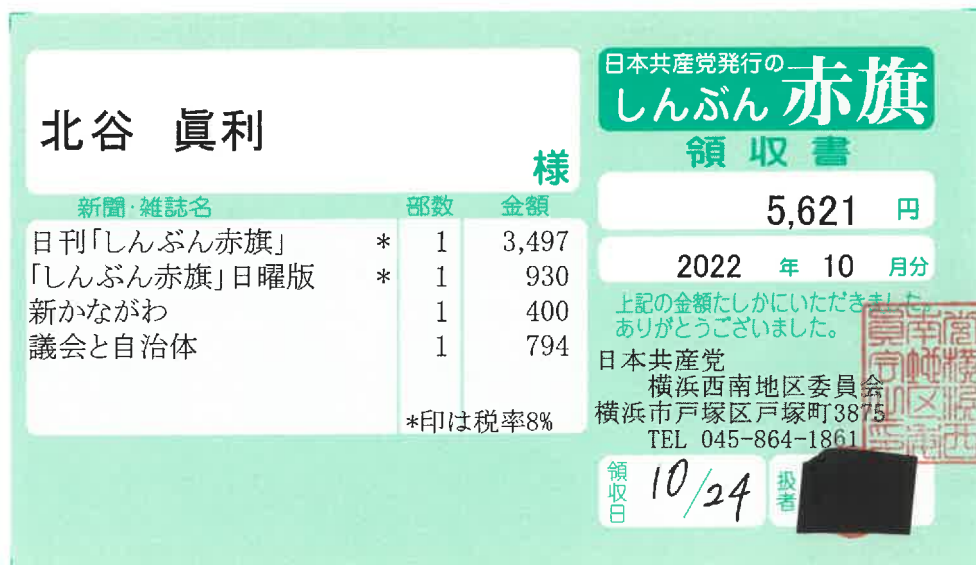 北谷 眞利
様
新聞・雑誌名 部数 金額
日刊「しんぶん赤旗」 * 1 3,497
「しんぶん赤旗」日曜版 * 1 930
新かながわ 1 400
議会と自治体 1 794
*印は税率8%
日本共産党発行の
しんぶん赤旗
領収書
5,621 円
2022 年 10 月分
上記の金額たしかにいただきました。
ありがとうございました。
日本共産党
横浜西南地区委員会
横浜市戸塚区戸塚町3875
TEL 045-864-1861
領収日 10/24
扱者